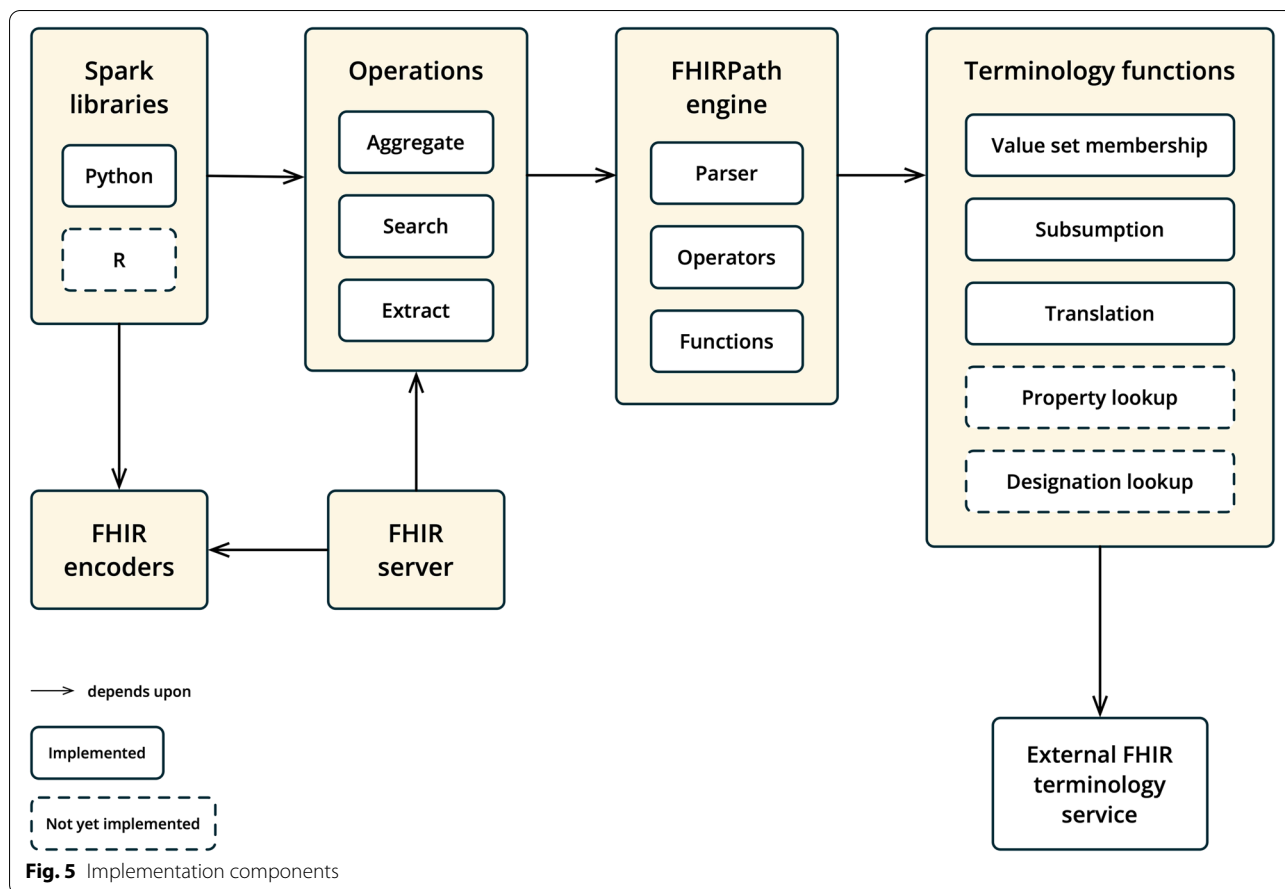 Spark
libraries
Python
R
Operations
Aggregate
Search
Extract
FHIRPath
engine
Parser
Operators
Functions
Terminology functions
Value set membership
Subsumption
Translation
Property lookup
Designation lookup
FHIR
encoders
FHIR
server
depends upon
Implemented
Not yet implemented
External FHIR
terminology
service
Fig. 5 Implementation components